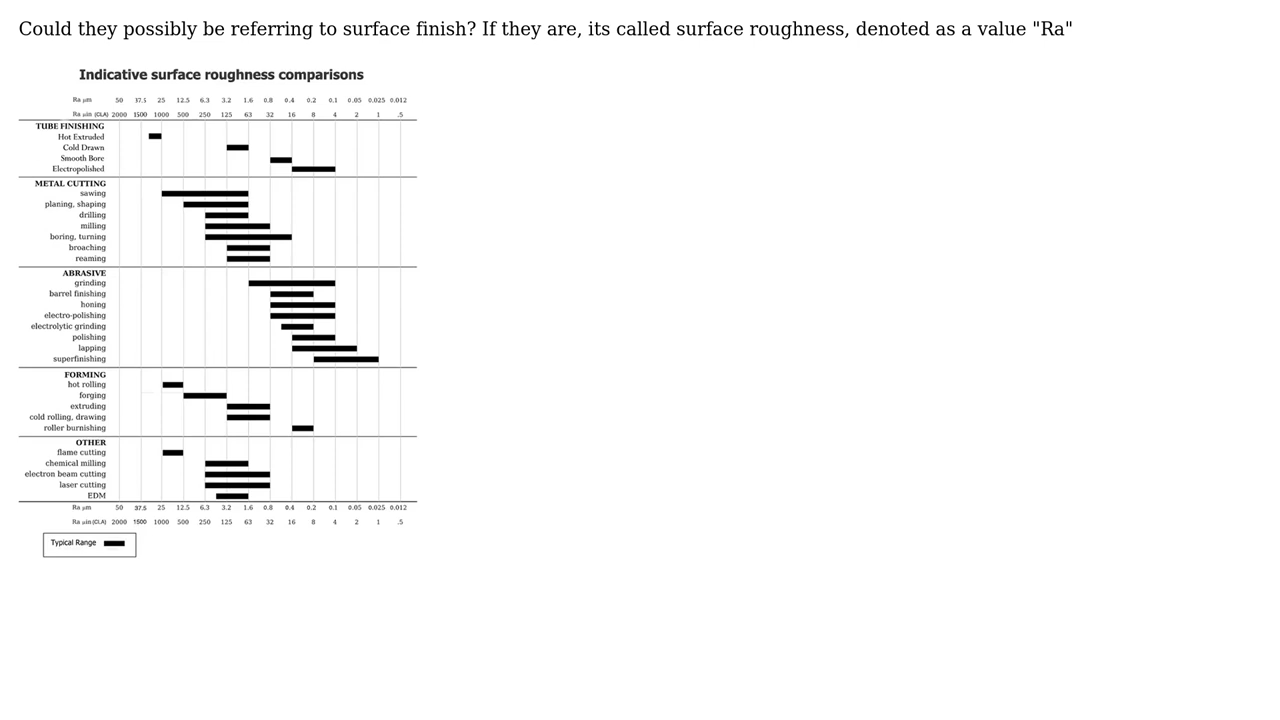 Could they possibly be referring to surface finish? If they are, its called surface roughness, denoted as a value "Ra"
Indicative surface roughness comparisons
Ra µm 50 37.5 25 12.5 6.3 3.2 1.6 0.8 0.4 0.2 0.1 0.05 0.025 0.012
Ra µin (CLA) 2000 1500 1000 500 250 125 63 32 16 8 4 2 1 .5
TUBE FINISHING
Hot Extruded
Cold Drawn
Smooth Bore
Electropolished
METAL CUTTING
sawing
planing, shaping
drilling
milling
boring, turning
broaching
reaming
ABRASIVE
grinding
barrel finishing
honing
electro-polishing
electrolytic grinding
polishing
lapping
superfinishing
FORMING
hot rolling
forging
extruding
cold rolling, drawing
roller burnishing
OTHER
flame cutting
chemical milling
electron beam cutting
laser cutting
EDM
Ra µm 50 37.5 25 12.5 6.3 3.2 1.6 0.8 0.4 0.2 0.1 0.05 0.025 0.012
Ra µin (CLA) 2000 1500 1000 500 250 125 63 32 16 8 4 2 1 .5
Typical Range